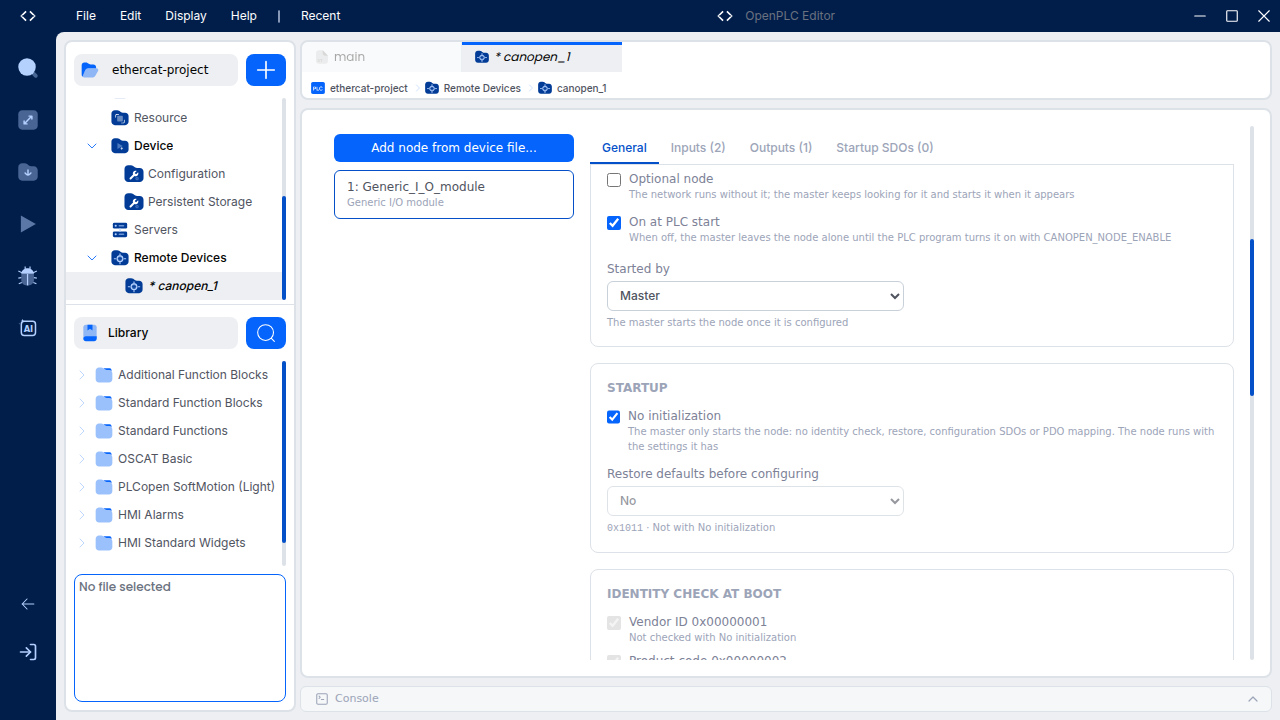 File Edit Display Help | Recent
OpenPLC Editor
ethercat-project
Resource
Device
Configuration
Persistent Storage
Servers
Remote Devices
* canopen_1
Library
Additional Function Blocks
Standard Function Blocks
Standard Functions
OSCAT Basic
PLCopen SoftMotion (Light)
HMI Alarms
HMI Standard Widgets
No file selected
AI
main
* canopen_1
PLC ethercat-project Remote Devices canopen_1
Add node from device file...
1: Generic_I_O_module
Generic I/O module
General Inputs (2) Outputs (1) Startup SDOs (0)
Optional node
The network runs without it; the master keeps looking for it and starts it when it appears
On at PLC start
When off, the master leaves the node alone until the PLC program turns it on with CANOPEN_NODE_ENABLE
Started by
Master
The master starts the node once it is configured
STARTUP
No initialization
The master only starts the node: no identity check, restore, configuration SDOs or PDO mapping. The node runs with
the settings it has
Restore defaults before configuring
No
0x1011 · Not with No initialization
IDENTITY CHECK AT BOOT
Vendor ID 0x00000001
Not checked with No initialization
Product code 0x00000002
Console